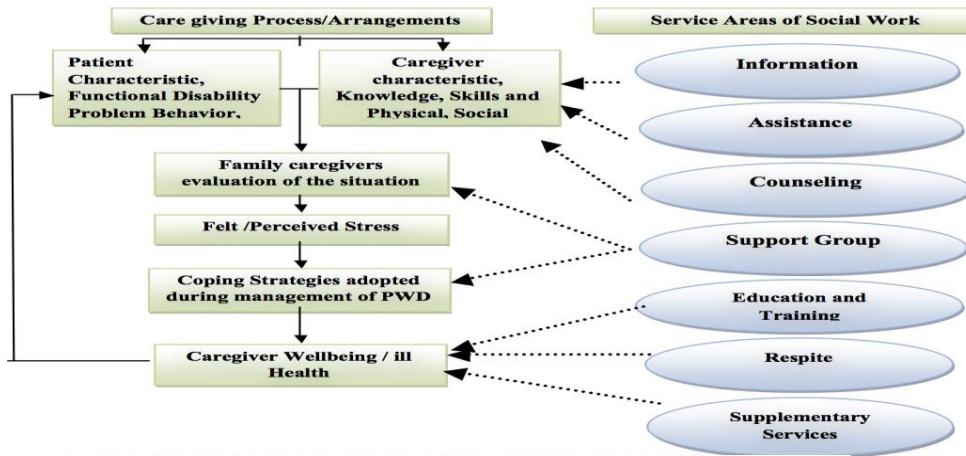 Care giving Process/Arrangements
Service Areas of Social Work
Patient
Characteristic,
Functional Disability
Problem Behavior,
Caregiver
characteristic,
Knowledge, Skills and
Physical, Social
Information
Assistance
Family caregivers
evaluation of the situation
Counseling
Felt /Perceived Stress
Support Group
Coping Strategies adopted
during management of PWD
Education and
Training
Caregiver Wellbeing / ill
Health
Respite
Supplementary
Services